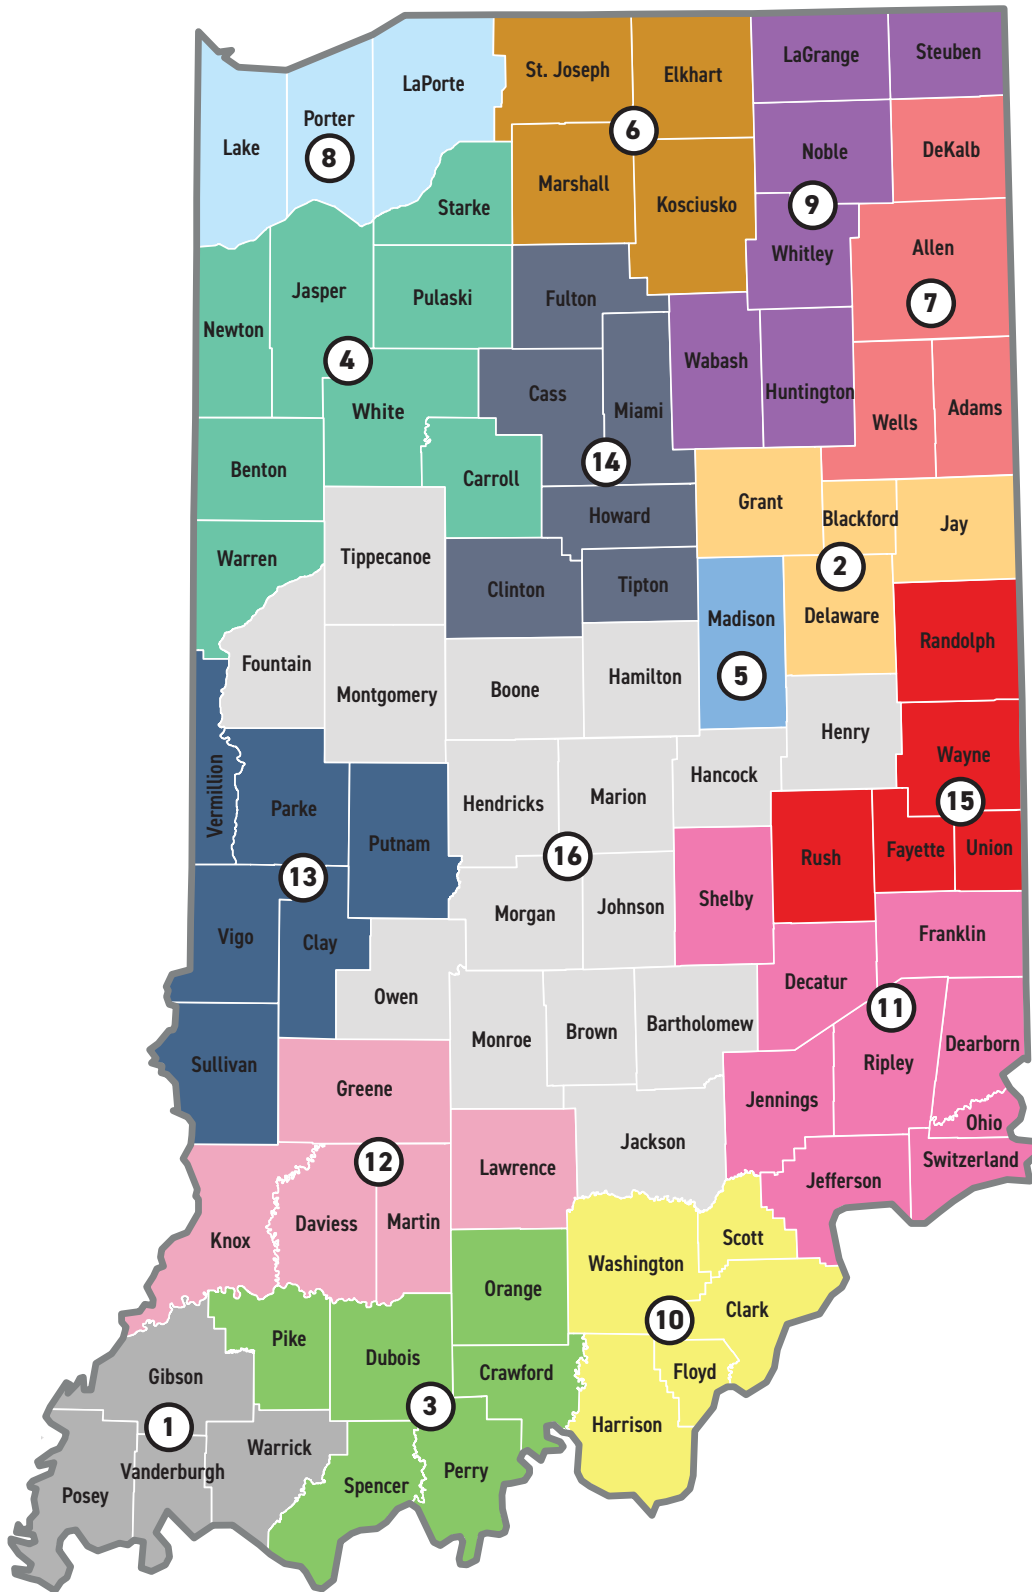 LaGrange
Steuben
St. Joseph
Elkhart
LaPorte
Porter
Lake
8
6
Noble
DeKalb
Marshall
Kosciusko
Starke
9
Whitley
Allen
Jasper
Pulaski
Fulton
7
Newton
4
Wabash
Cass
Miami
Huntington
White
Wells
Adams
Benton
Carroll
14
Grant
Howard
Blackford
Jay
Warren
Tippecanoe
2
Clinton
Tipton
Madison
Delaware
Randolph
Fountain
Montgomery
Boone
Hamilton
5
Henry
Wayne
Vermillion
Parke
Hendricks
Marion
Hancock
15
Putnam
16
Rush
Fayette
Union
13
Shelby
Morgan
Johnson
Franklin
Vigo
Clay
Decatur
Owen
11
Monroe
Brown
Bartholomew
Dearborn
Sullivan
Ripley
Greene
Jennings
Ohio
Jackson
12
Lawrence
Switzerland
Jefferson
Knox
Daviess
Martin
Scott
Washington
Orange
Clark
10
Pike
Dubois
Crawford
Floyd
Gibson
3
1
Harrison
Warrick
Vanderburgh
Perry
Posey
Spencer